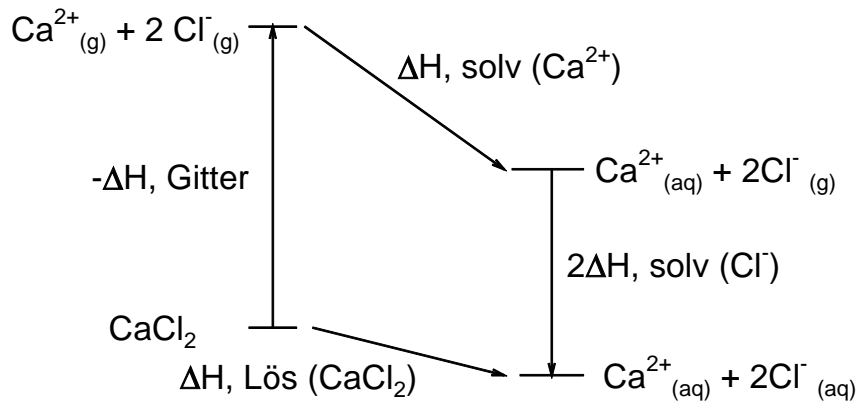 Ca²⁺(g) + 2 Cl⁻(g)
ΔH, solv (Ca²⁺)
-ΔH, Gitter
Ca²⁺(aq) + 2Cl⁻ (g)
2ΔH, solv (Cl⁻)
CaCl₂
ΔH, Lös (CaCl₂)
Ca²⁺(aq) + 2Cl⁻ (aq)